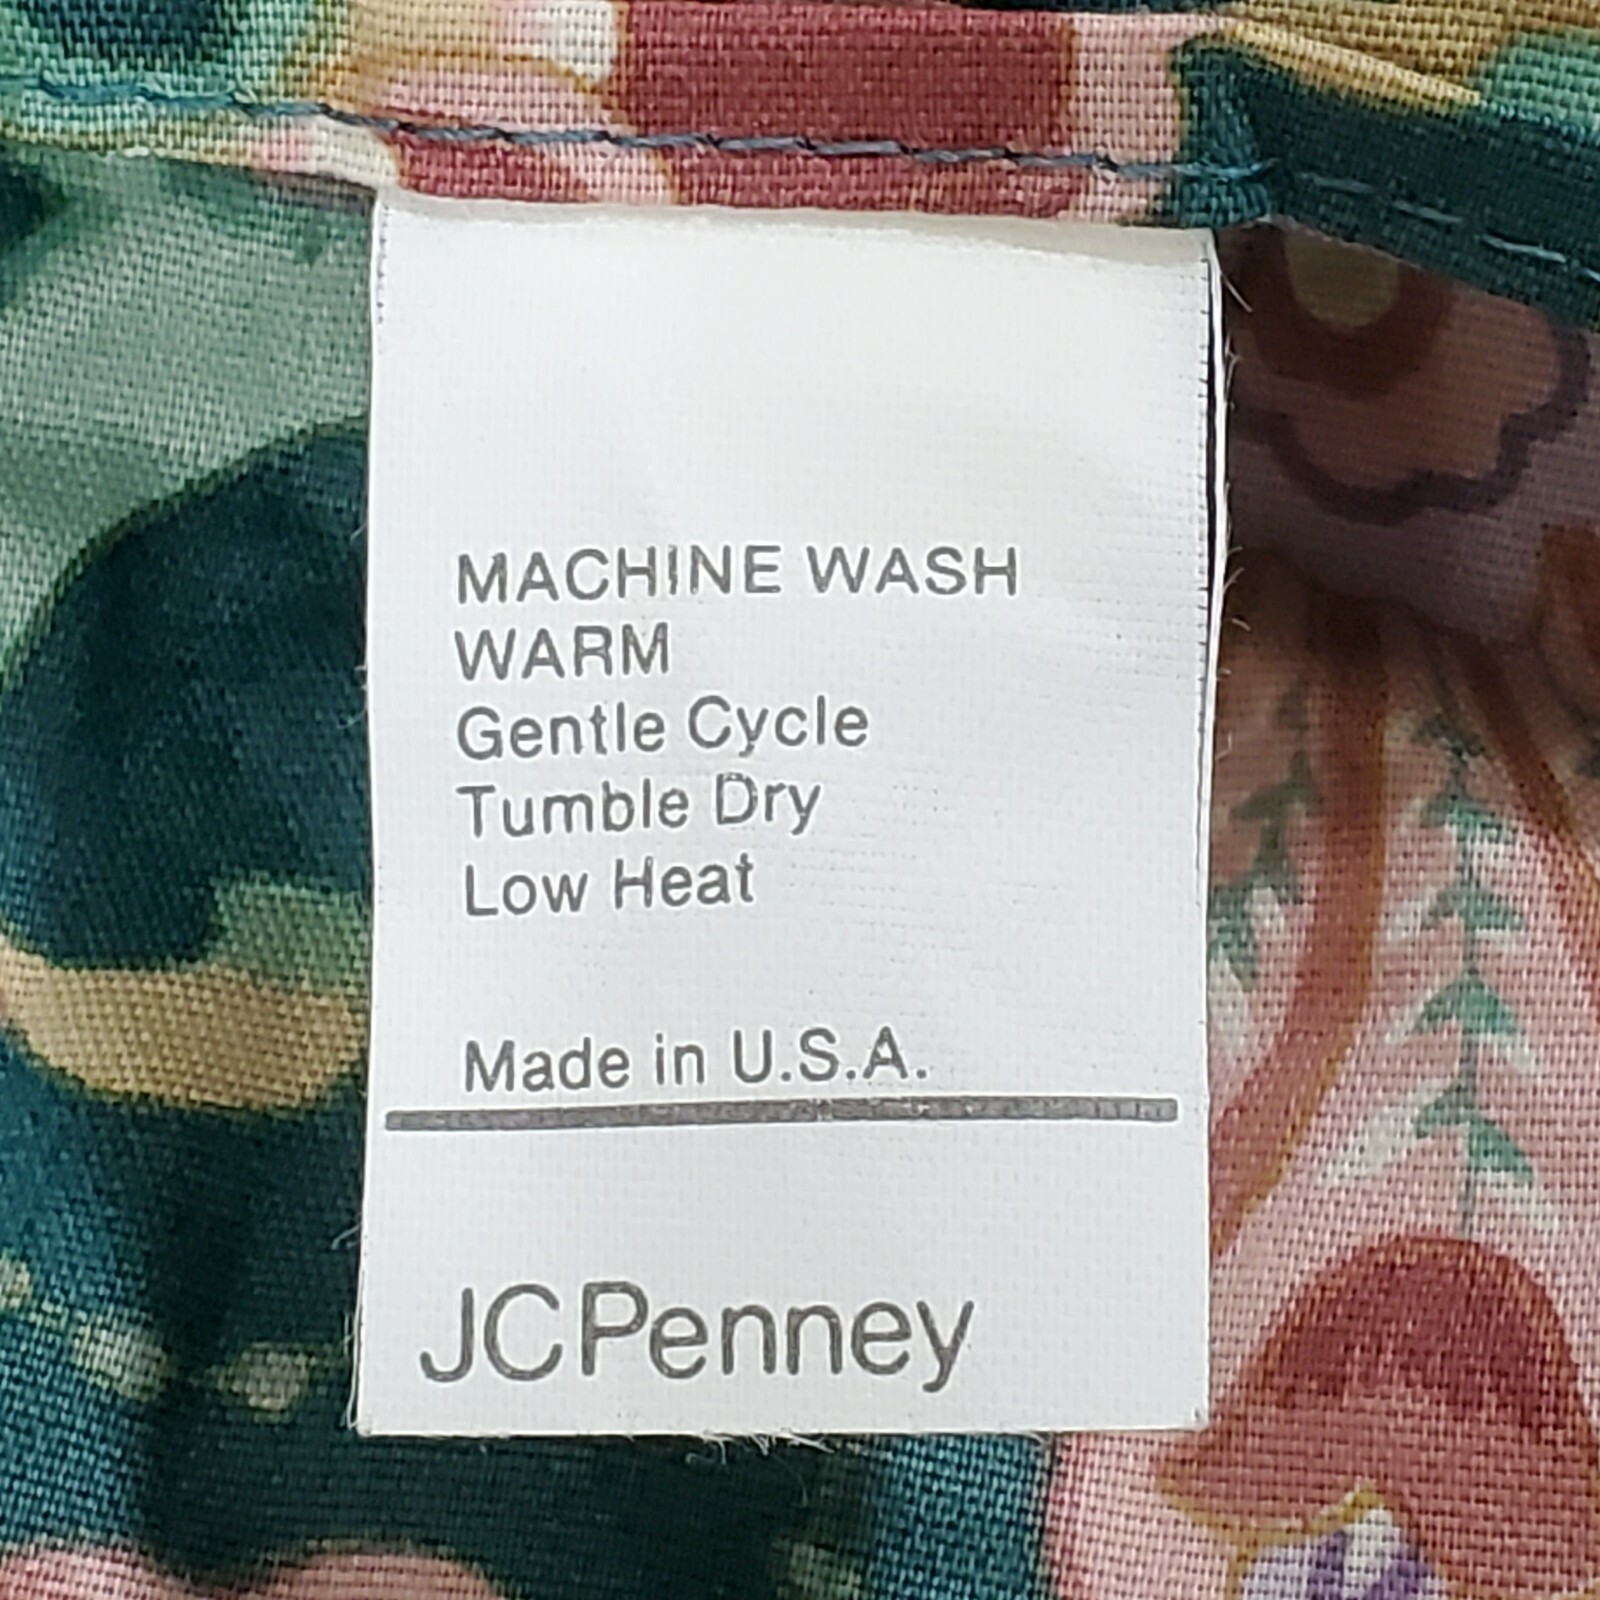 MACHINE WASH
WARM
Gentle Cycle
Tumble Dry
Low Heat
Made in U.S.A.
JCPenney